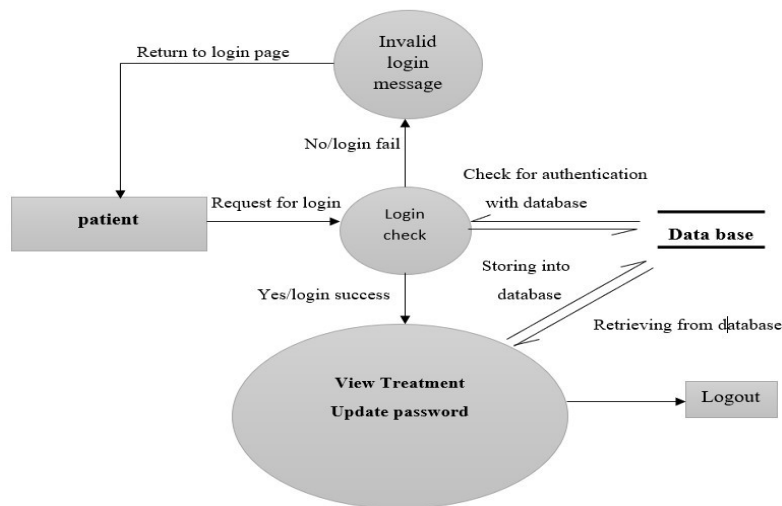 Invalid
login
message
Return to login page
No/login fail
Check for authentication
with database
patient
Request for login
Login
check
Data base
Yes/login success
Storing into
database
Retrieving from database
View Treatment
Update password
Logout